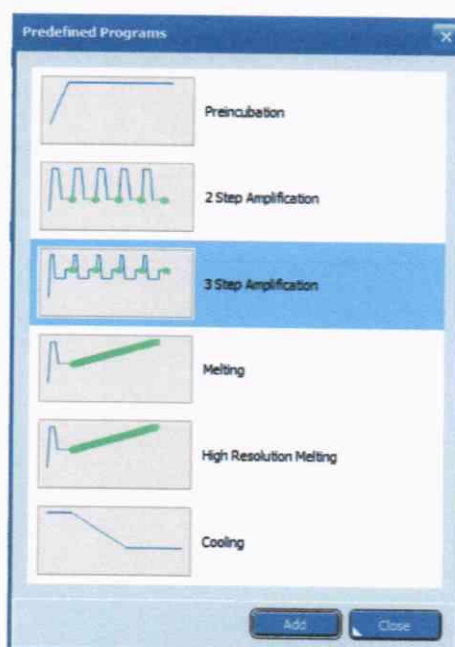 Predefined Programs
Preincubation
2 Step Amplification
3 Step Amplification
Melting
High Resolution Melting
Cooling
Add
Close